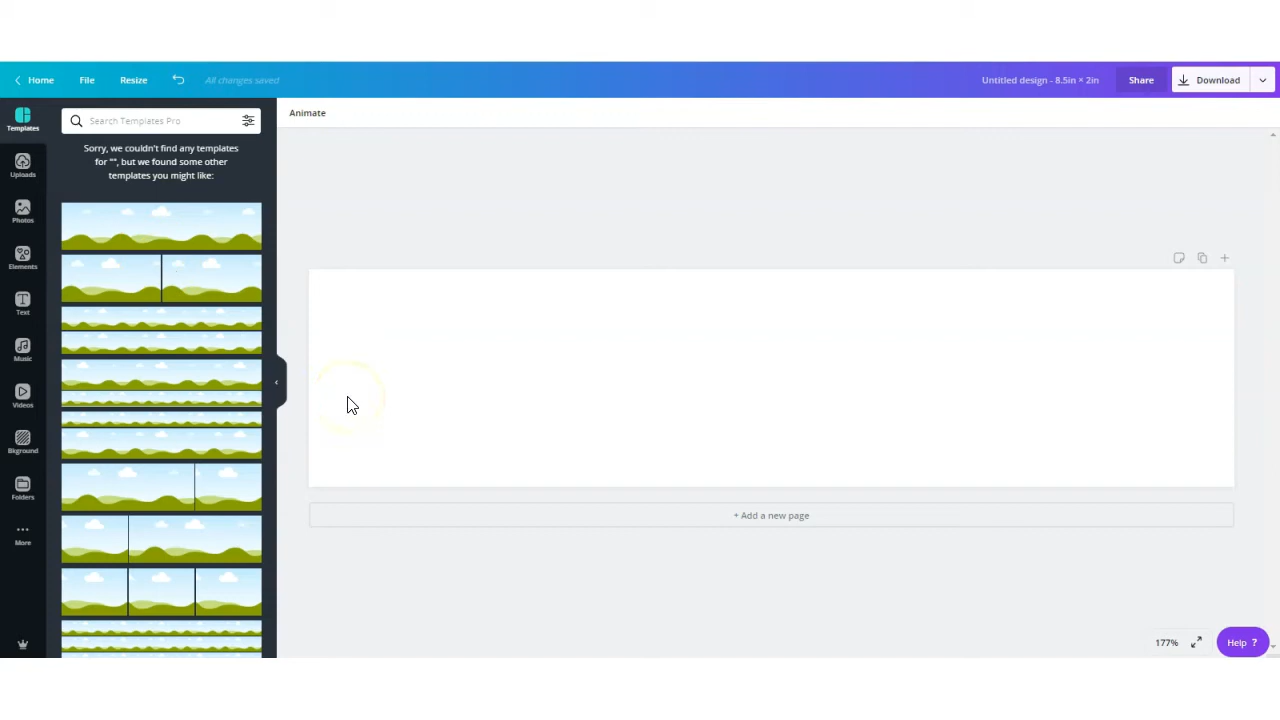 Home
File
Resize
All changes saved
Untitled design - 8.5in × 2in
Share
Download
Templates
Search Templates Pro
Animate
Sorry, we couldn't find any templates
for "", but we found some other
templates you might like:
Uploads
Photos
Elements
Text
Music
Videos
Bkground
Folders
More
+ Add a new page
177%
Help ?